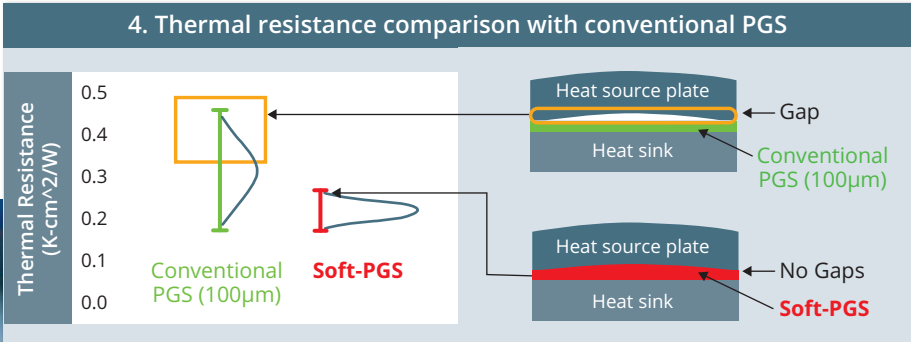 4. Thermal resistance comparison with conventional PGS
Thermal Resistance
(K-cm^2/W)
0.5
0.4
0.3
0.2
0.1
0.0
Conventional
PGS (100μm)
Soft-PGS
Heat source plate
Gap
Heat sink
Conventional
PGS (100μm)
Heat source plate
No Gaps
Heat sink
Soft-PGS